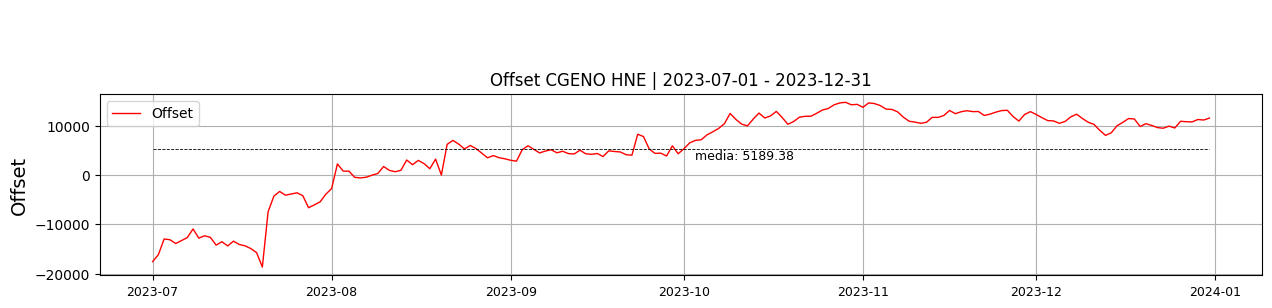 Offset CGENO HNE | 2023-07-01 - 2023-12-31
Offset
Offset
10000
0
−10000
−20000
media: 5189.38
2023-07
2023-08
2023-09
2023-10
2023-11
2023-12
2024-01